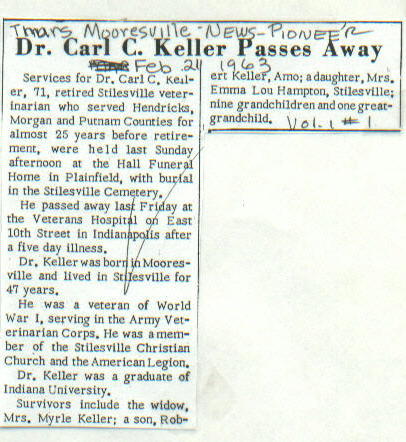 Thurs Mooresville - NEWS-PIONEER
Dr. Carl C. Keller Passes Away
Feb 21 1963
Services for Dr. Carl C. Kell-
er, 71, retired Stilesville veter-
inarian who served Hendricks,
Morgan and Putnam Counties for
almost 25 years before retire-
ment, were held last Sunday
afternoon at the Hall Funeral
Home in Plainfield, with burial
in the Stilesville Cemetery.
He passed away last Friday at
the Veterans Hospital on East
10th Street in Indianapolis after
a five day illness.
Dr. Keller was born in Moores-
ville and lived in Stilesville for
47 years.
He was a veteran of World
War I, serving in the Army Vet-
erinarian Corps. He was a mem-
ber of the Stilesville Christian
Church and the American Legion.
Dr. Keller was a graduate of
Indiana University.
Survivors include the widow,
Mrs. Myrle Keller; a son, Rob-
ert Keller, Amo; a daughter, Mrs.
Emma Lou Hampton, Stilesville;
nine grandchildren and one great-
grandchild.
Vol. 1 #1